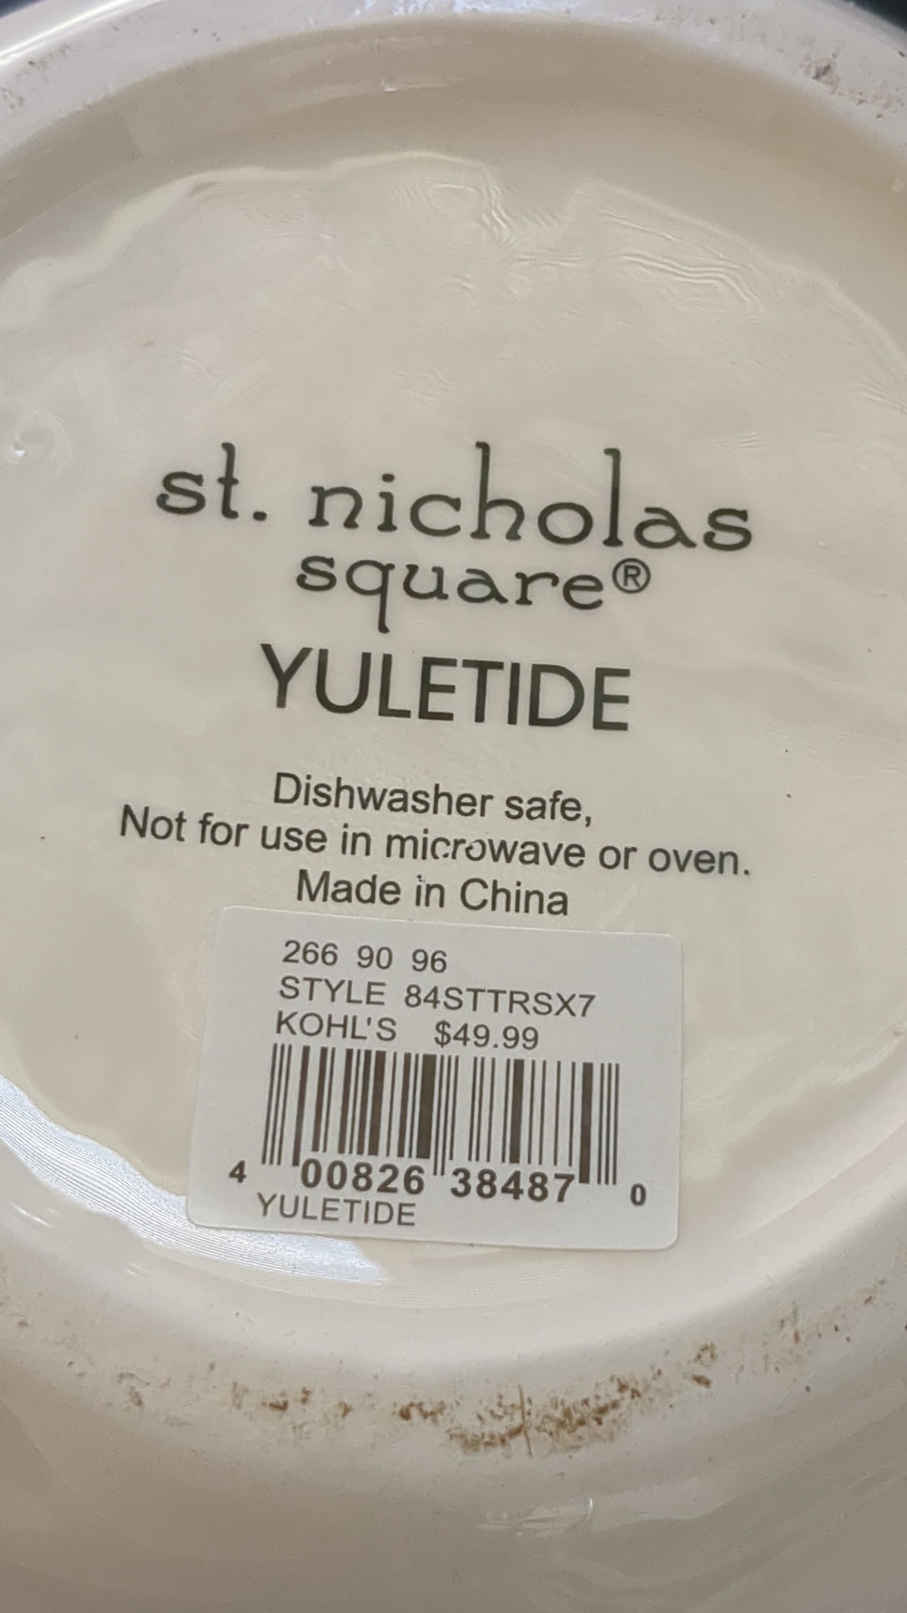 st. nicholas
square®
YULETIDE
Dishwasher safe,
Not for use in microwave or oven.
Made in China
266 90 96
STYLE 84STTRSX7
KOHL'S $49.99
4 00826 38487 0
YULETIDE